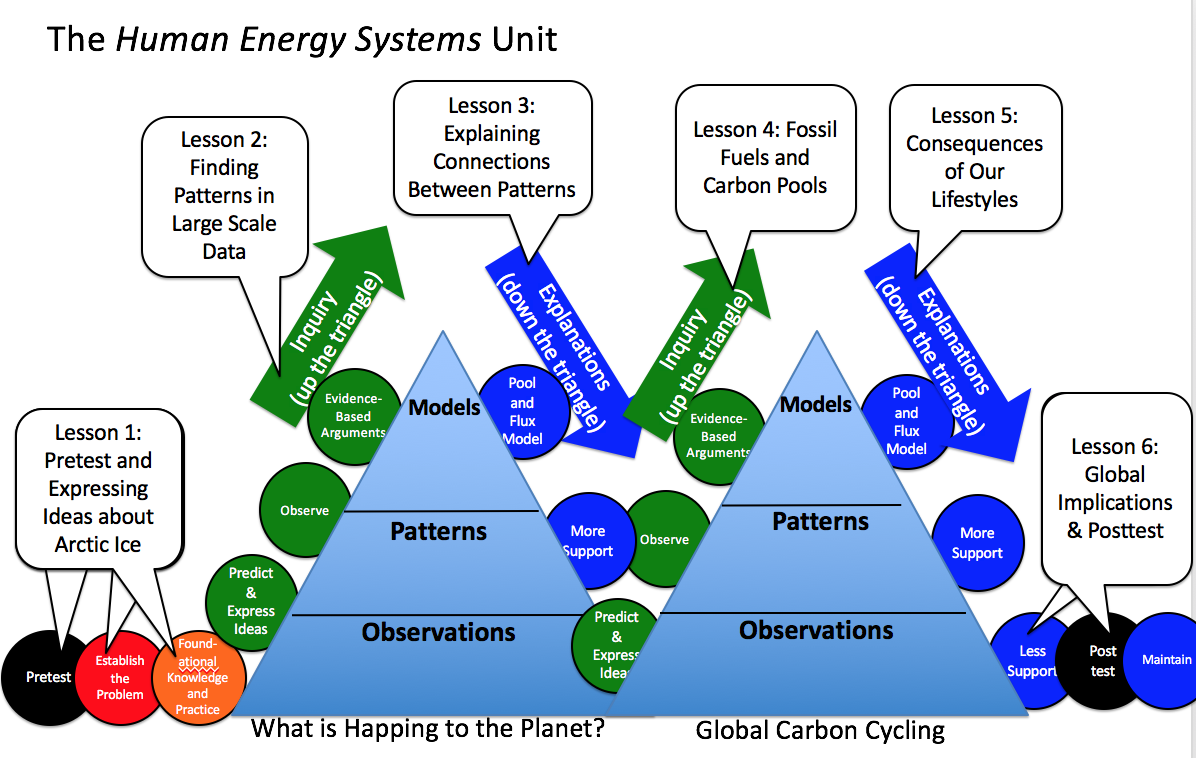 The Human Energy Systems Unit
Lesson 2:
Finding
Patterns in
Large Scale
Data
Lesson 3:
Explaining
Connections
Between Patterns
Lesson 4: Fossil
Fuels and
Carbon Pools
Lesson 5:
Consequences
of Our
Lifestyles
Lesson 1:
Pretest and
Expressing
Ideas about
Arctic Ice
Lesson 6:
Global
Implications
& Posttest
Inquiry
(up the triangle)
Explanations
(down the triangle)
Inquiry
(up the triangle)
Explanations
(down the triangle)
Evidence-
Based
Arguments
Models
Pool
and
Flux
Model
Evidence-
Based
Arguments
Models
Pool
and
Flux
Model
Observe
Patterns
More
Support
Observe
Patterns
More
Support
Predict
&
Express
Ideas
Observations
Predict
&
Express
Ideas
Observations
Pretest
Establish
the
Problem
Found-
ational
Knowledge
and
Practice
Less
Support
Post
test
Maintain
What is Happing to the Planet?
Global Carbon Cycling